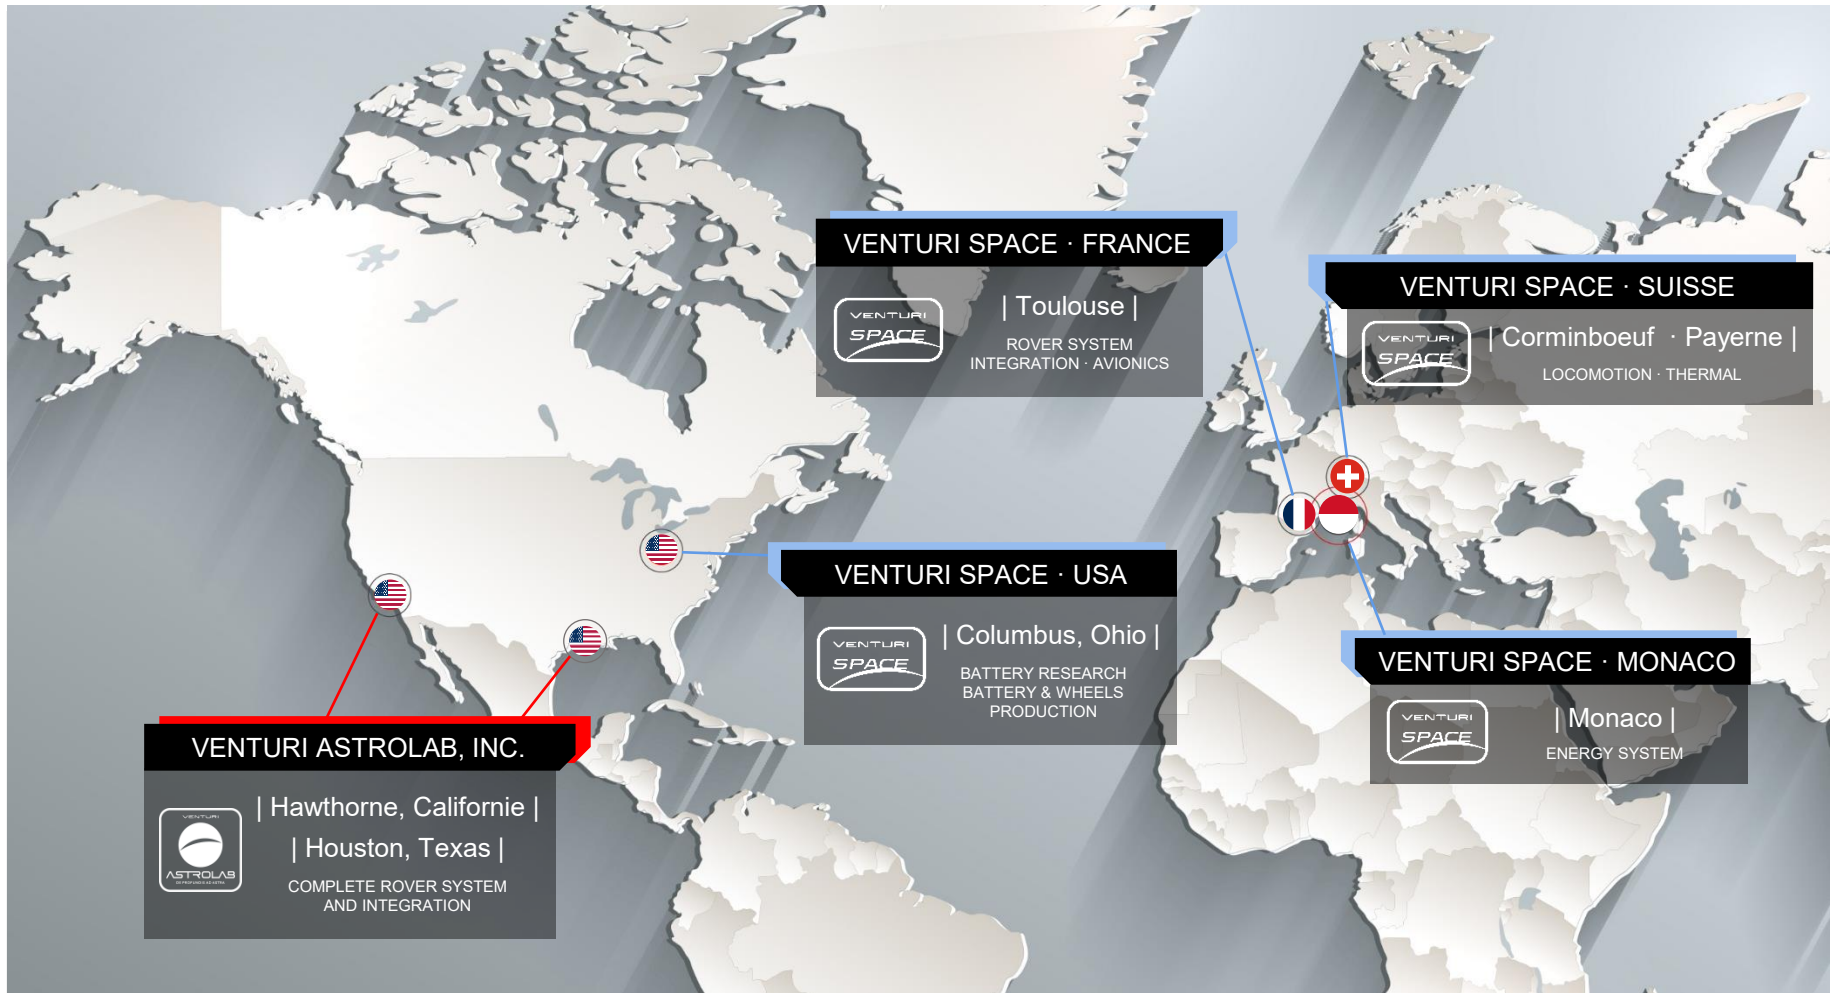 VENTURI SPACE · FRANCE
VENTURI
SPACE
| Toulouse |
ROVER SYSTEM
INTEGRATION · AVIONICS
VENTURI SPACE · SUISSE
VENTURI
SPACE
| Corminboeuf · Payerne |
LOCOMOTION · THERMAL
VENTURI SPACE · USA
VENTURI
SPACE
| Columbus, Ohio |
BATTERY RESEARCH
BATTERY & WHEELS
PRODUCTION
VENTURI SPACE · MONACO
VENTURI
SPACE
| Monaco |
ENERGY SYSTEM
VENTURI ASTROLAB, INC.
VENTURI
ASTROLAB
| Hawthorne, Californie |
| Houston, Texas |
COMPLETE ROVER SYSTEM
AND INTEGRATION